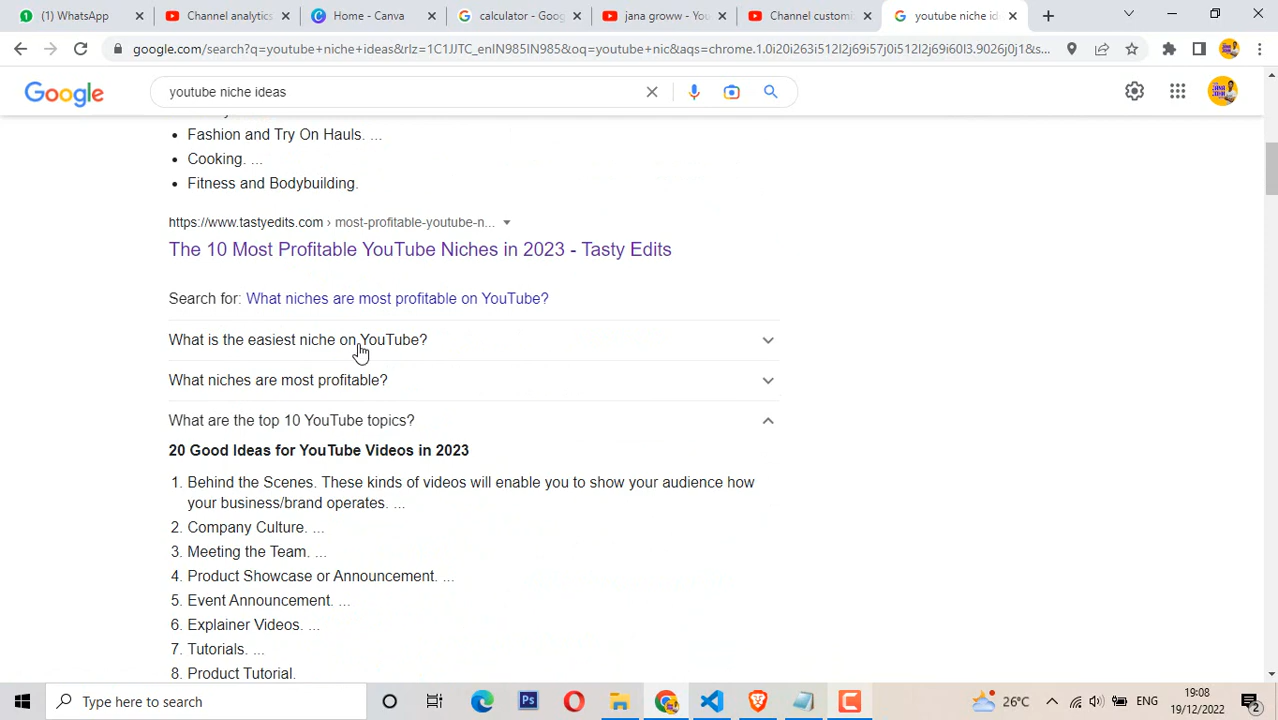 (1) WhatsApp
Channel analytics
Home - Canva
calculator - Goog
jana groww - You
Channel customi
youtube niche id
google.com/search?q=youtube+niche+ideas&rlz=1C1JJTC_enIN985IN985&oq=youtube+nic&aqs=chrome.1.0i20i263i512l2j69i57j0i512l2j69i60l3.9026j0j1&s...
Google
youtube niche ideas
• Fashion and Try On Hauls. ...
• Cooking. ...
• Fitness and Bodybuilding.
https://www.tastyedits.com › most-profitable-youtube-n...
The 10 Most Profitable YouTube Niches in 2023 - Tasty Edits
Search for: What niches are most profitable on YouTube?
What is the easiest niche on YouTube?
What niches are most profitable?
What are the top 10 YouTube topics?
20 Good Ideas for YouTube Videos in 2023
1. Behind the Scenes. These kinds of videos will enable you to show your audience how
your business/brand operates. ...
2. Company Culture. ...
3. Meeting the Team. ...
4. Product Showcase or Announcement. ...
5. Event Announcement. ...
6. Explainer Videos. ...
7. Tutorials. ...
8. Product Tutorial.
Type here to search
Ps
26°C
ENG
19:08
19/12/2022
2